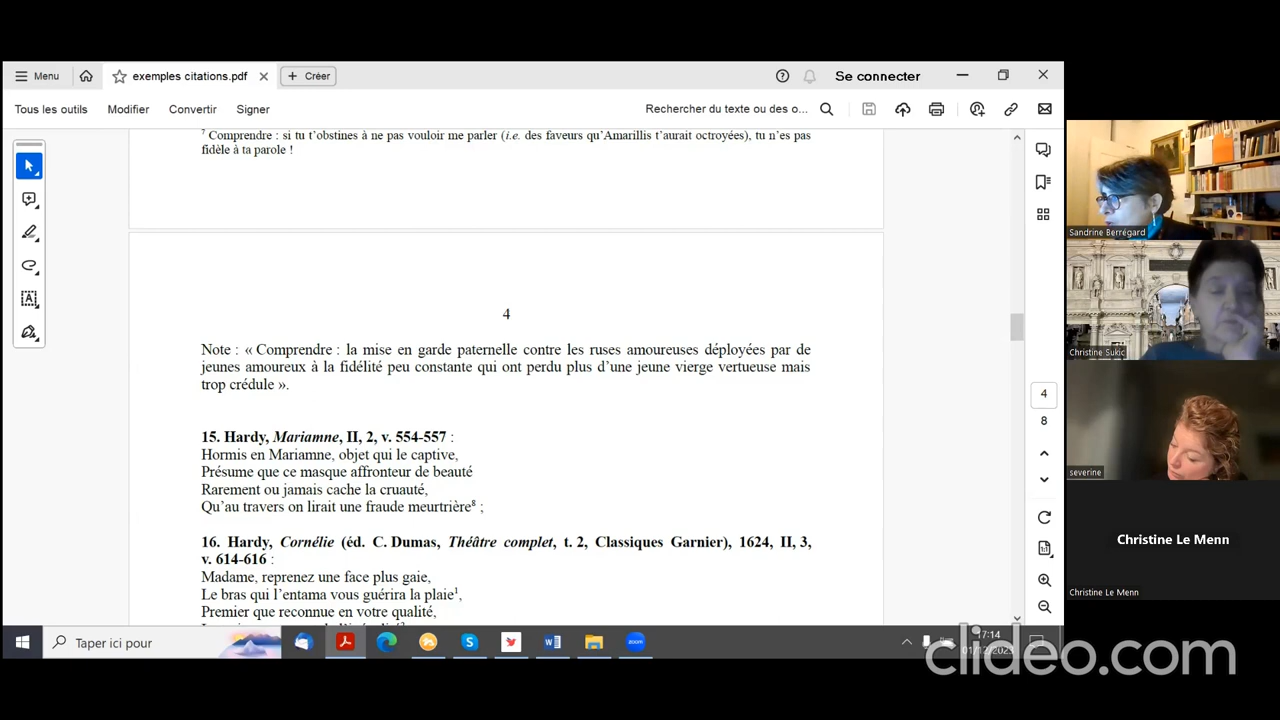 Menu
exemples citations.pdf
Créer
Se connecter
Tous les outils
Modifier
Convertir
Signer
Rechercher du texte ou des o...
⁷ Comprendre : si tu t'obstines à ne pas vouloir me parler (i.e. des faveurs qu'Amarillis t'aurait octroyées), tu n'es pas
fidèle à ta parole !
4
Note : « Comprendre : la mise en garde paternelle contre les ruses amoureuses déployées par de
jeunes amoureux à la fidélité peu constante qui ont perdu plus d'une jeune vierge vertueuse mais
trop crédule ».
15. Hardy, Mariamne, II, 2, v. 554-557 :
Hormis en Mariamne, objet qui le captive,
Présume que ce masque affronteur de beauté
Rarement ou jamais cache la cruauté,
Qu'au travers on lirait une fraude meurtrière⁸ ;
16. Hardy, Cornélie (éd. C. Dumas, Théâtre complet, t. 2, Classiques Garnier), 1624, II, 3,
v. 614-616 :
Madame, reprenez une face plus gaie,
Le bras qui l'entama vous guérira la plaie¹,
Premier que reconnue en votre qualité,
4
8
Sandrine Berrégard
Christine Sukic
severine
Christine Le Menn
Christine Le Menn
Taper ici pour
zoom
17:14
01/12/2023
clideo.com